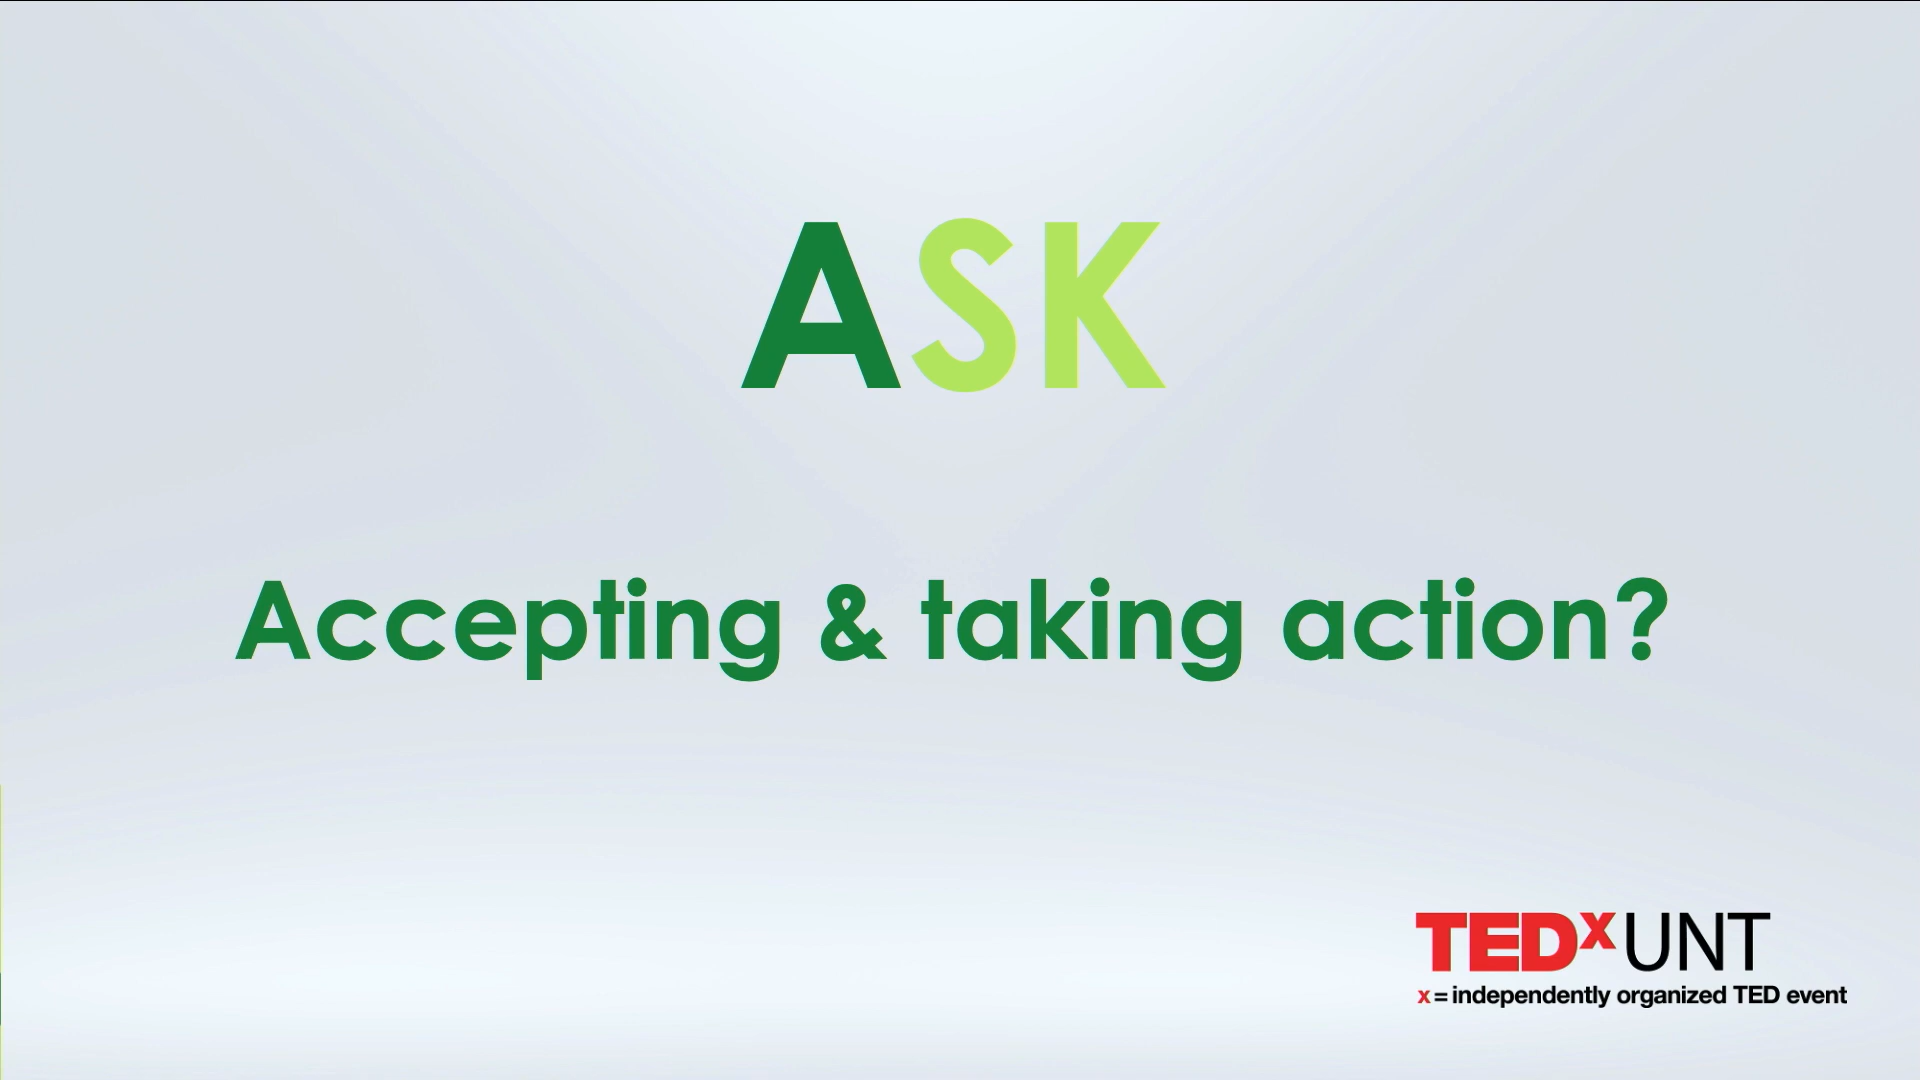 ASK
Accepting & taking action?
TEDxUNT
x = independently organized TED event